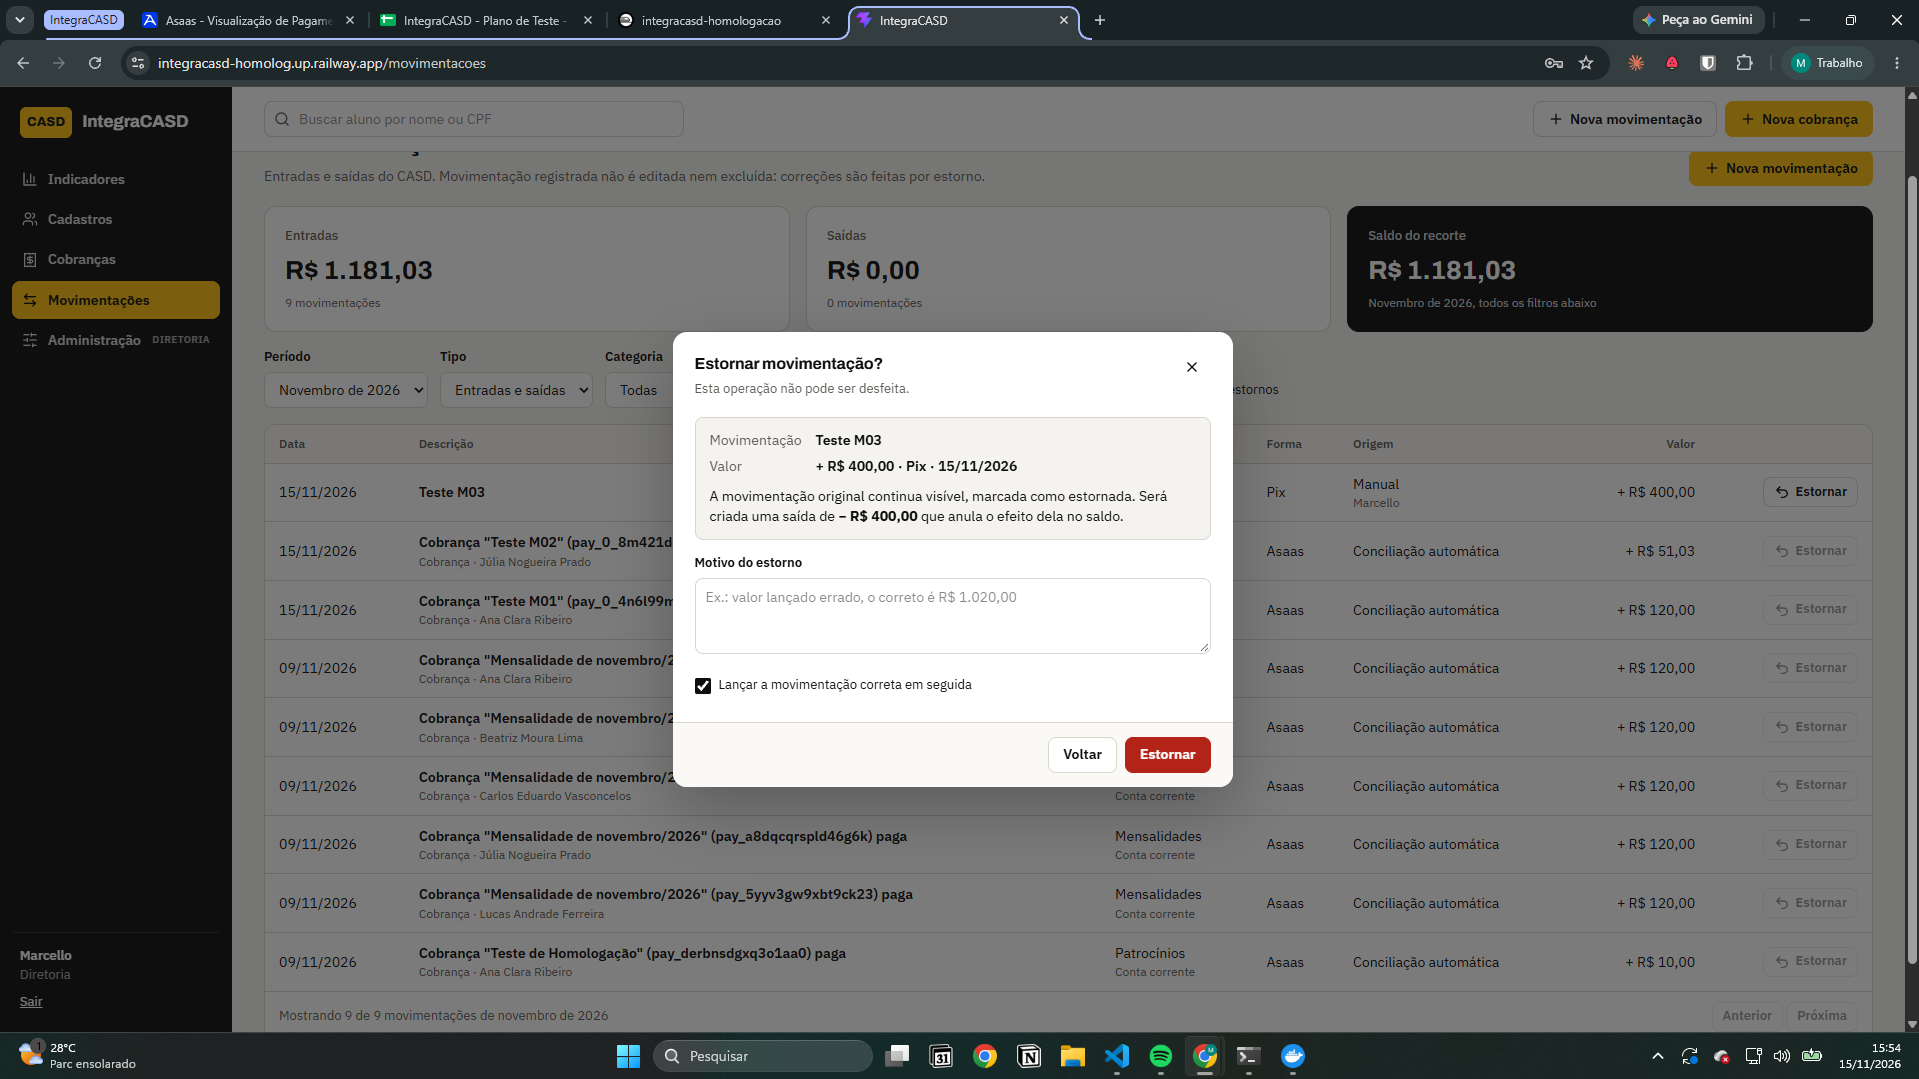 IntegraCASD
Asaas - Visualização de Pagame
IntegraCASD - Plano de Teste -
integracasd-homologacao
IntegraCASD
Peça ao Gemini
integracasd-homolog.up.railway.app/movimentacoes
M Trabalho
CASD IntegraCASD
Buscar aluno por nome ou CPF
+ Nova movimentação
+ Nova cobrança
Indicadores
Cadastros
Cobranças
Movimentações
Administração DIRETORIA
Entradas e saídas do CASD. Movimentação registrada não é editada nem excluída: correções são feitas por estorno.
+ Nova movimentação
Entradas
R$ 1.181,03
9 movimentações
Saídas
R$ 0,00
0 movimentações
Saldo do recorte
R$ 1.181,03
Novembro de 2026, todos os filtros abaixo
Período Tipo Categoria
Novembro de 2026 Entradas e saídas Todas estornos
Data Descrição Forma Origem Valor
15/11/2026 Teste M03 Pix Manual + R$ 400,00 Estornar
Marcello
15/11/2026 Cobrança "Teste M02" (pay_0_8m421d Asaas Conciliação automática + R$ 51,03 Estornar
Cobrança · Júlia Nogueira Prado
15/11/2026 Cobrança "Teste M01" (pay_0_4n6l99m Asaas Conciliação automática + R$ 120,00 Estornar
Cobrança · Ana Clara Ribeiro
09/11/2026 Cobrança "Mensalidade de novembro/2 Asaas Conciliação automática + R$ 120,00 Estornar
Cobrança · Ana Clara Ribeiro
09/11/2026 Cobrança "Mensalidade de novembro/2 Asaas Conciliação automática + R$ 120,00 Estornar
Cobrança · Beatriz Moura Lima
09/11/2026 Cobrança "Mensalidade de novembro/2 Asaas Conciliação automática + R$ 120,00 Estornar
Cobrança · Carlos Eduardo Vasconcelos Conta corrente
09/11/2026 Cobrança "Mensalidade de novembro/2026" (pay_a8dqcqrspld46g6k) paga Mensalidades Asaas Conciliação automática + R$ 120,00 Estornar
Cobrança · Júlia Nogueira Prado Conta corrente
09/11/2026 Cobrança "Mensalidade de novembro/2026" (pay_5yyv3gw9xbt9ck23) paga Mensalidades Asaas Conciliação automática + R$ 120,00 Estornar
Cobrança · Lucas Andrade Ferreira Conta corrente
09/11/2026 Cobrança "Teste de Homologação" (pay_derbnsdgxq3o1aa0) paga Patrocínios Asaas Conciliação automática + R$ 10,00 Estornar
Cobrança · Ana Clara Ribeiro Conta corrente
Mostrando 9 de 9 movimentações de novembro de 2026
Anterior Próxima
Estornar movimentação?
Esta operação não pode ser desfeita.
Movimentação Teste M03
Valor + R$ 400,00 · Pix · 15/11/2026
A movimentação original continua visível, marcada como estornada. Será
criada uma saída de – R$ 400,00 que anula o efeito dela no saldo.
Motivo do estorno
Ex.: valor lançado errado, o correto é R$ 1.020,00
Lançar a movimentação correta em seguida
Voltar Estornar
Marcello
Diretoria
Sair
1
28°C
Parc ensolarado
Pesquisar
31
15:54
15/11/2026